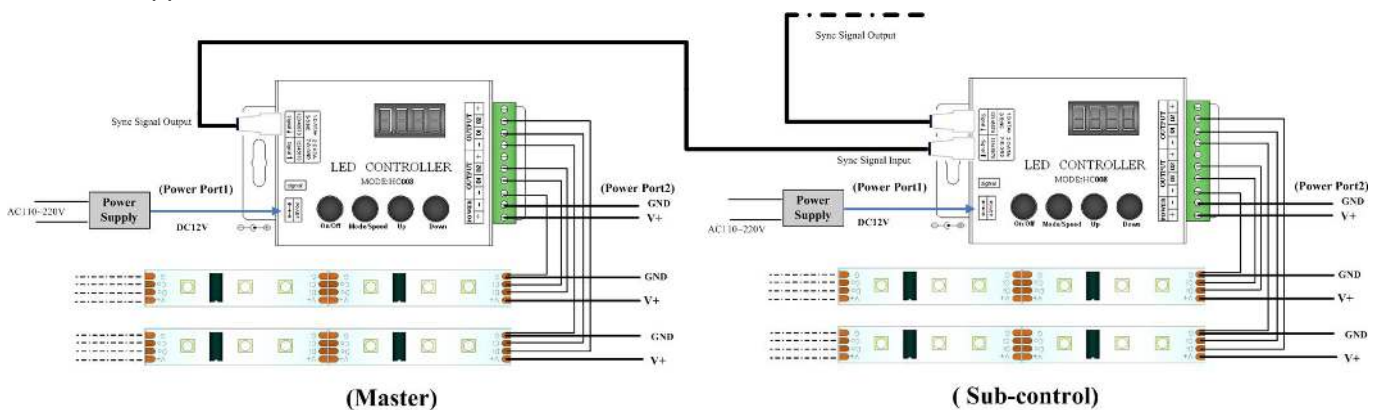 Sync Signal Output
Sync Signal Output
Sync Signal Input
LED CONTROLLER
MODE:HC008
(Power Port1)
Power
Supply
AC110~220V
DC12V
signal
On/Off Mode/Speed Up Down
OUTPUT
OUTPUT
POWER
(Power Port2)
GND
V+
GND
V+
GND
V+
(Master)
LED CONTROLLER
MODE:HC008
(Power Port1)
Power
Supply
AC110~220V
DC12V
signal
On/Off Mode/Speed Up Down
OUTPUT
OUTPUT
POWER
(Power Port2)
GND
V+
GND
V+
GND
V+
( Sub-control)